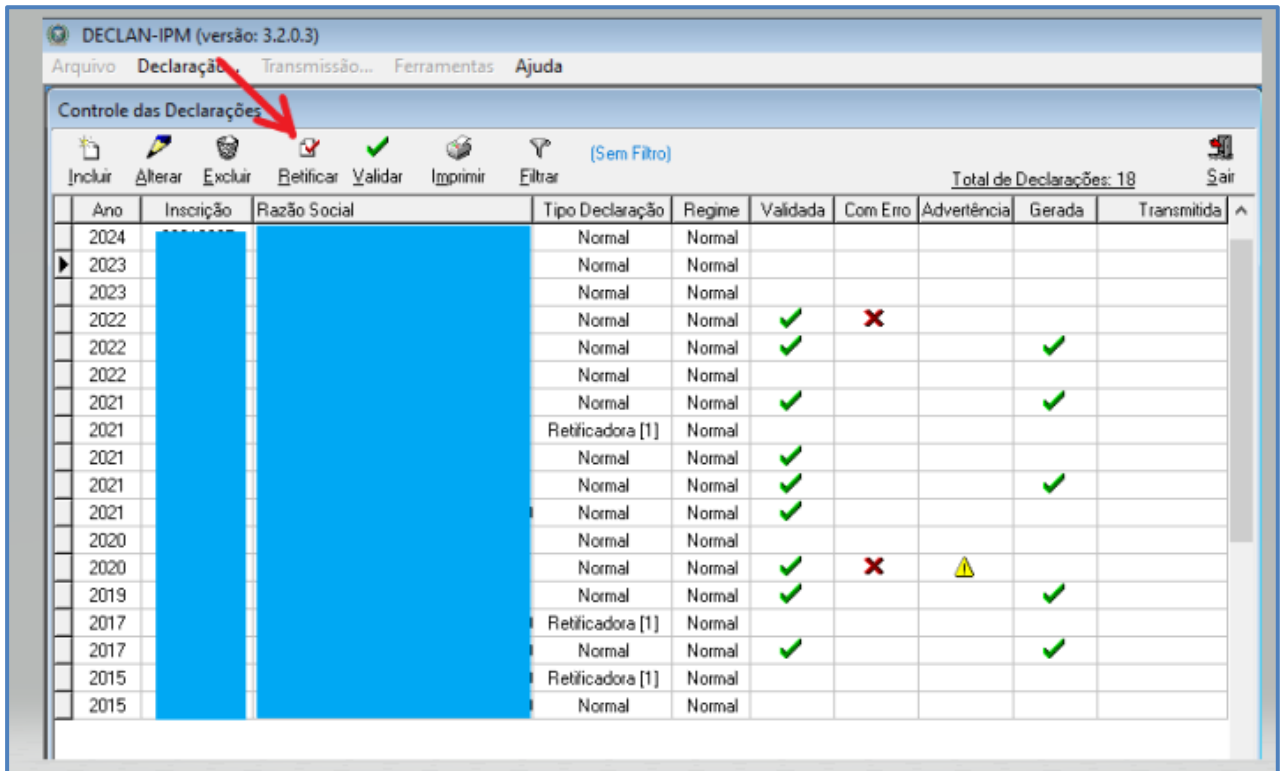 DECLAN-IPM (versão: 3.2.0.3)
Arquivo Declaração... Transmissão... Ferramentas Ajuda
Controle das Declarações
Incluir Alterar Excluir Retificar Validar Imprimir Filtrar (Sem Filtro) Total de Declarações: 18 Sair
Ano Inscrição Razão Social Tipo Declaração Regime Validada Com Erro Advertência Gerada Transmitida
2024 Normal Normal
2023 Normal Normal
2023 Normal Normal
2022 Normal Normal
2022 Normal Normal
2022 Normal Normal
2021 Normal Normal
2021 Retificadora [1] Normal
2021 Normal Normal
2021 Normal Normal
2021 Normal Normal
2020 Normal Normal
2020 Normal Normal
2019 Normal Normal
2017 Retificadora [1] Normal
2017 Normal Normal
2015 Retificadora [1] Normal
2015 Normal Normal